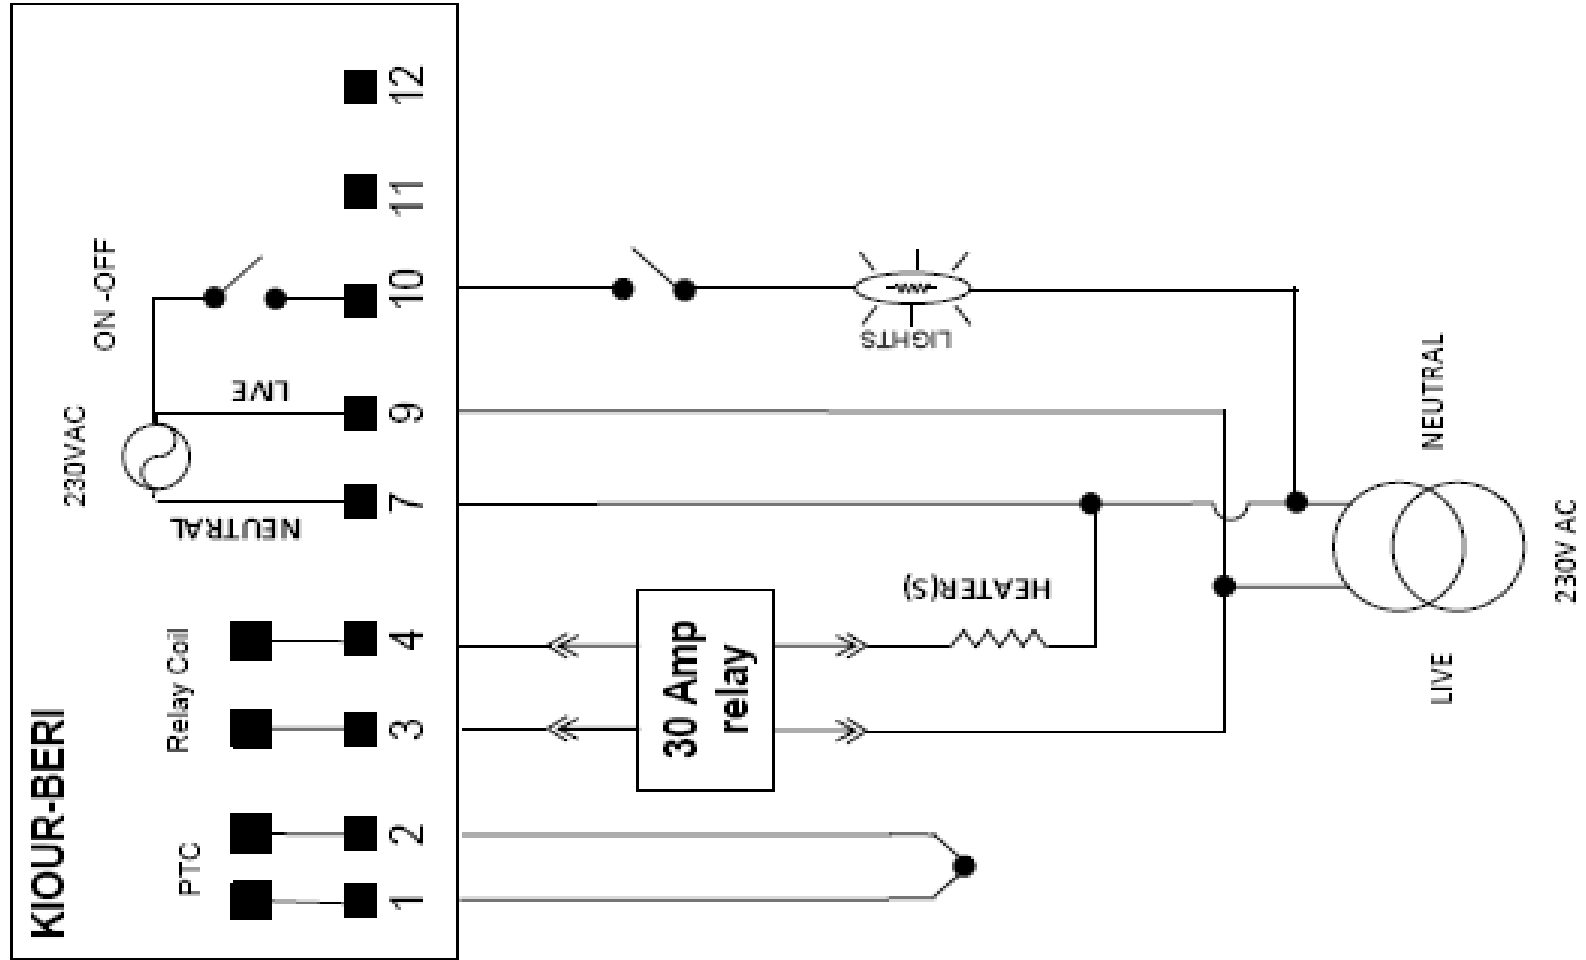 KIOUR-BERI
PTC
Relay Coil
230VAC
ON -OFF
NEUTRAL
LIVE
1
2
3
4
7
9
10
11
12
30 Amp
relay
HEATER(S)
LIGHTS
LIVE
NEUTRAL
230V AC